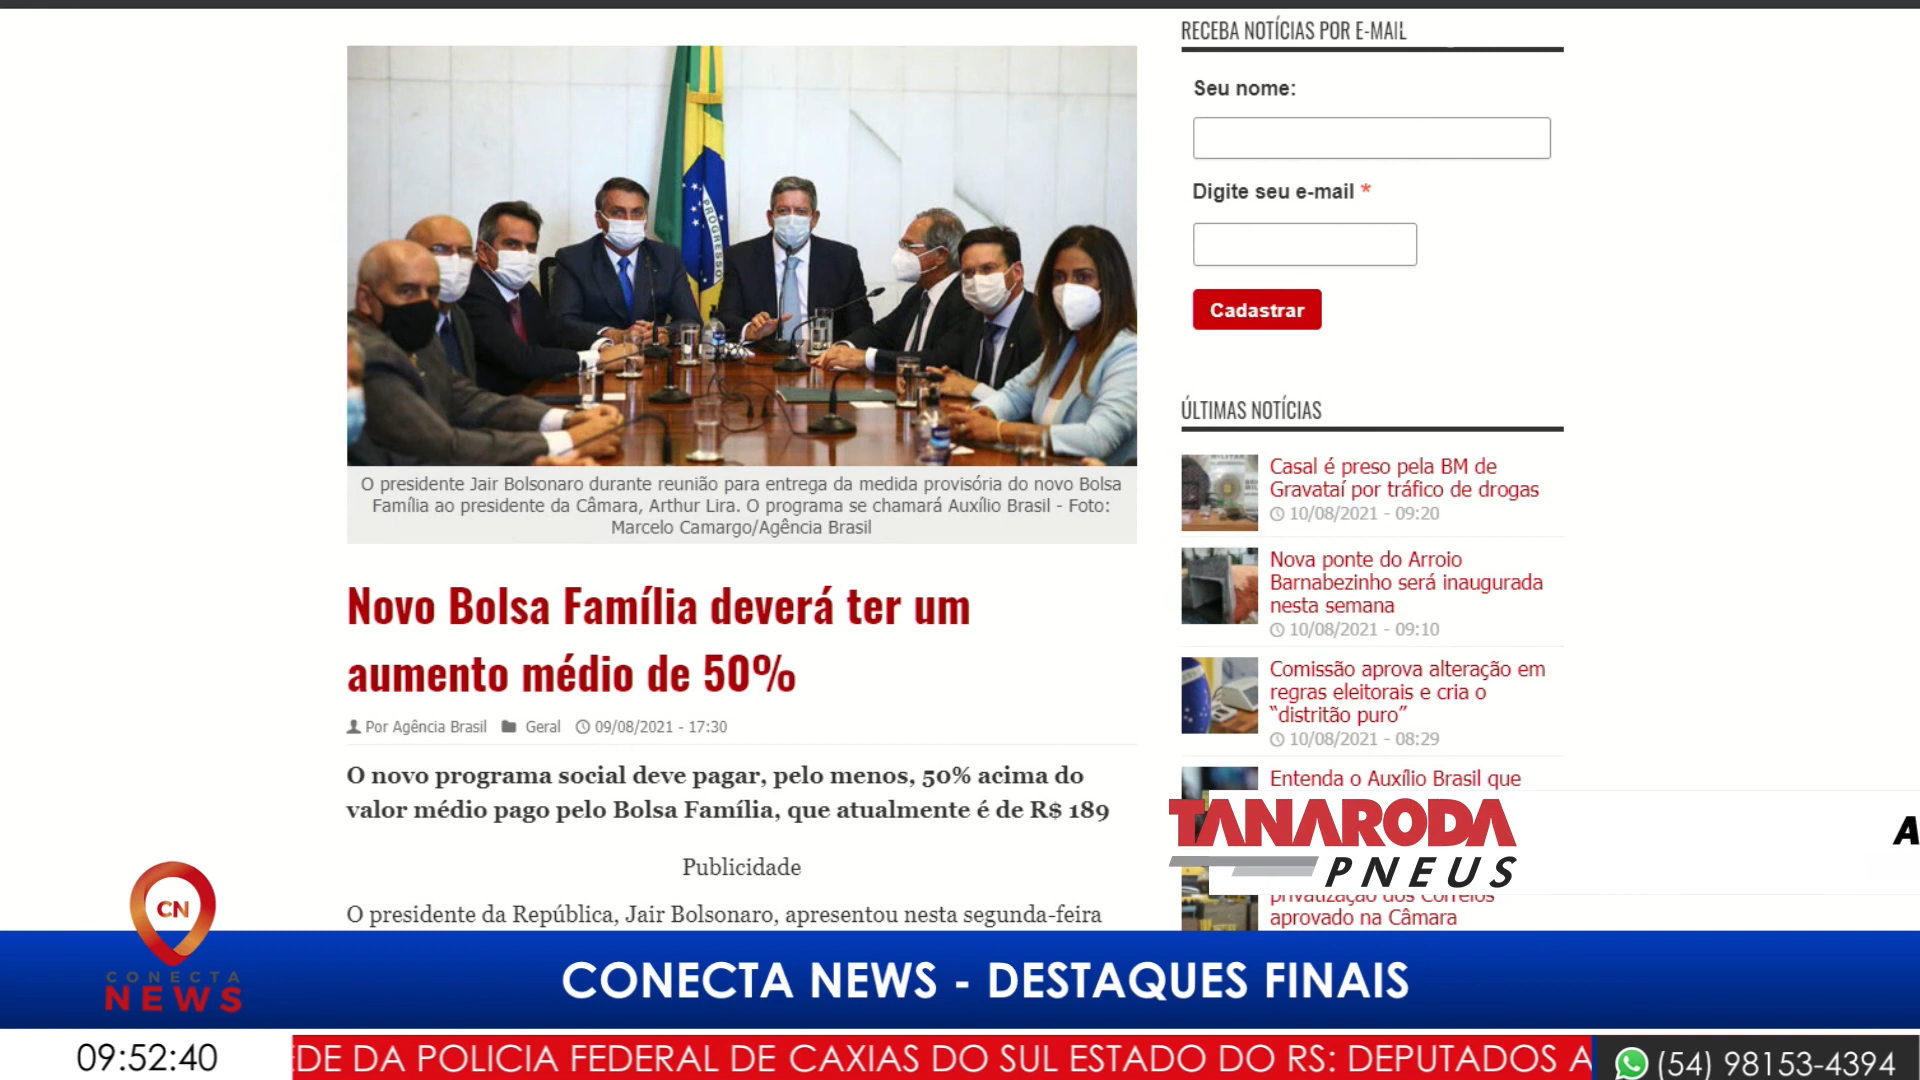 RECEBA NOTÍCIAS POR E-MAIL
Seu nome:
Digite seu e-mail *
Cadastrar
PROGRESSO
O presidente Jair Bolsonaro durante reunião para entrega da medida provisória do novo Bolsa
Família ao presidente da Câmara, Arthur Lira. O programa se chamará Auxílio Brasil - Foto:
Marcelo Camargo/Agência Brasil
Novo Bolsa Família deverá ter um
aumento médio de 50%
Por Agência Brasil Geral 09/08/2021 - 17:30
O novo programa social deve pagar, pelo menos, 50% acima do
valor médio pago pelo Bolsa Família, que atualmente é de R$ 189
Publicidade
O presidente da República, Jair Bolsonaro, apresentou nesta segunda-feira
ÚLTIMAS NOTÍCIAS
Casal é preso pela BM de
Gravataí por tráfico de drogas
10/08/2021 - 09:20
Nova ponte do Arroio
Barnabezinho será inaugurada
nesta semana
10/08/2021 - 09:10
Comissão aprova alteração em
regras eleitorais e cria o
“distritão puro”
10/08/2021 - 08:29
Entenda o Auxílio Brasil que
TANARODA
PNEUS
A
privatização dos Correios
aprovado na Câmara
CN
CONECTA
NEWS
CONECTA NEWS - DESTAQUES FINAIS
09:52:40
EDE DA POLICIA FEDERAL DE CAXIAS DO SUL ESTADO DO RS: DEPUTADOS A
(54) 98153-4394